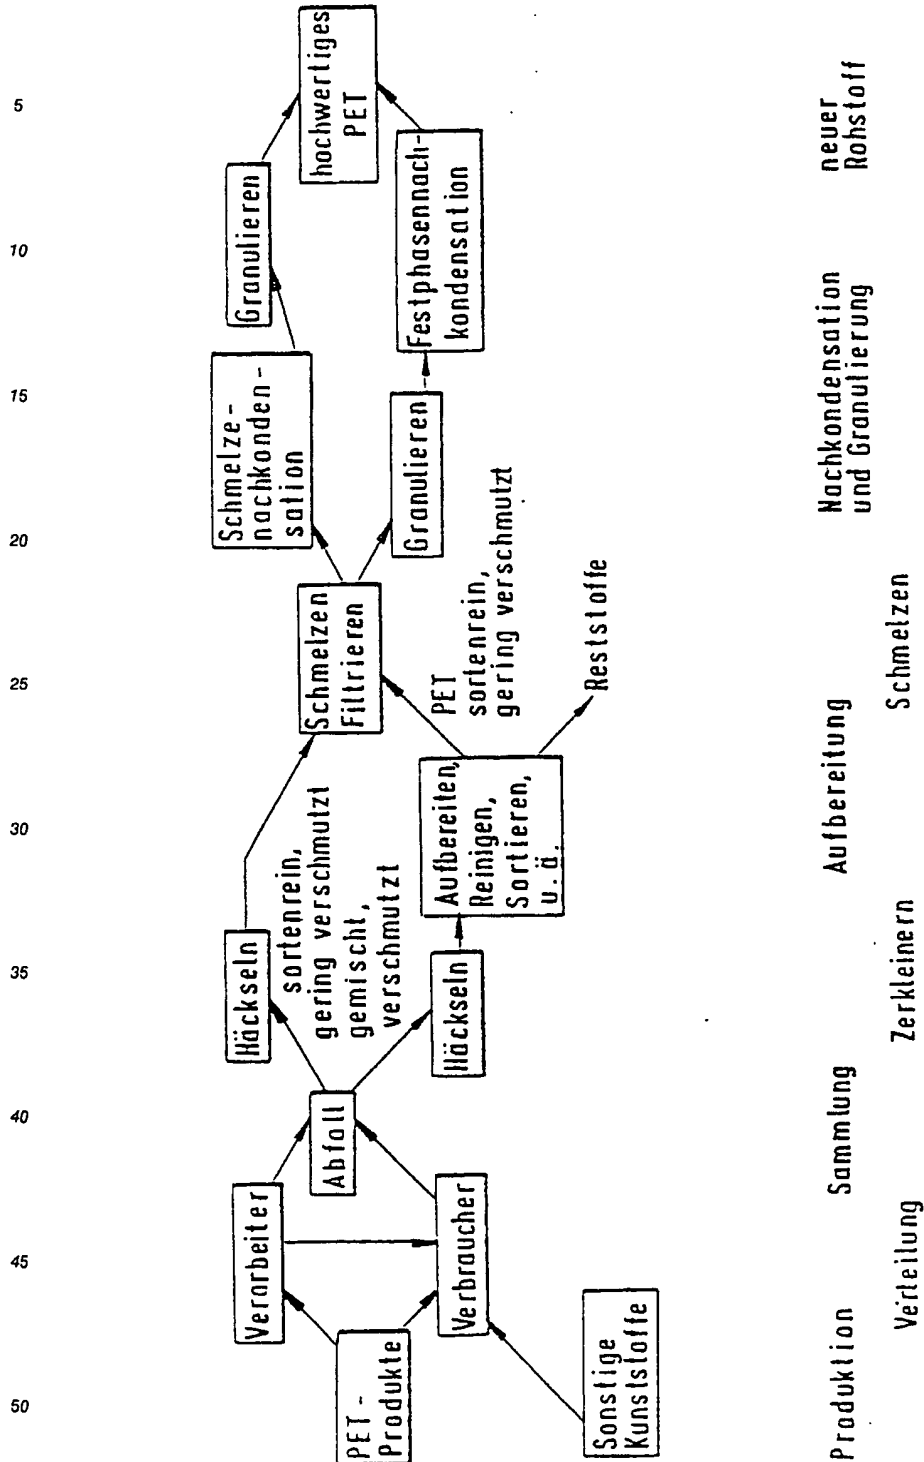 5
10
15
20
25
30
35
40
45
50
PET-
Produkte
Sonstige
Kunststoffe
Verarbeiter
Verbraucher
Abfall
Häckseln
sortenrein,
gering verschmutzt
gemischt,
verschmutzt
Häckseln
Aufbereiten,
Reinigen,
Sortieren,
u. ä.
Reststoffe
PET
sortenrein,
gering verschmutzt
Schmelzen
Filtrieren
Schmelze-
nachkonden-
sation
Granulieren
Granulieren
Festphasennach-
kondensation
hochwertiges
PET
Produktion
Verteilung
Sammlung
Zerkleinern
Aufbereitung
Schmelzen
Nachkondensation
und Granulierung
neuer
Rohstoff